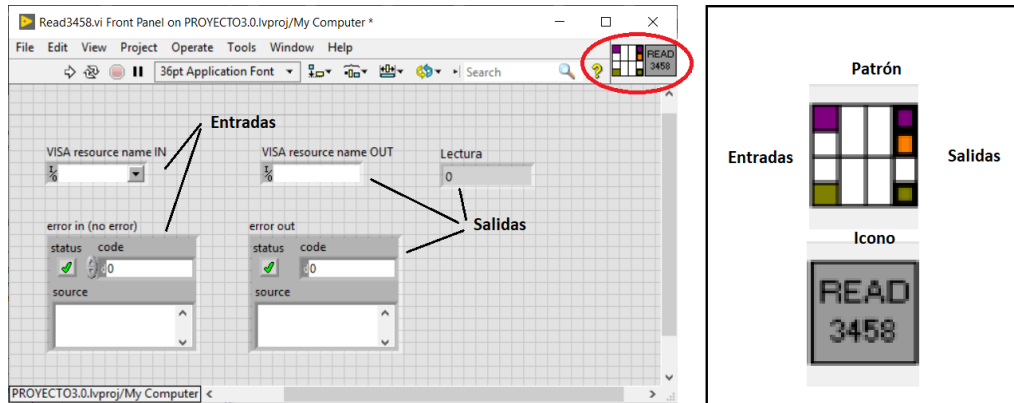 Read3458.vi Front Panel on PROYECTO3.0.lvproj/My Computer *
File Edit View Project Operate Tools Window Help
36pt Application Font
Search
READ
3458
Entradas
VISA resource name IN
VISA resource name OUT
Lectura
I/0
I/0
0
error in (no error)
error out
Salidas
status code
0
source
status code
0
source
PROYECTO3.0.lvproj/My Computer
Patrón
Entradas
Salidas
Icono
READ
3458